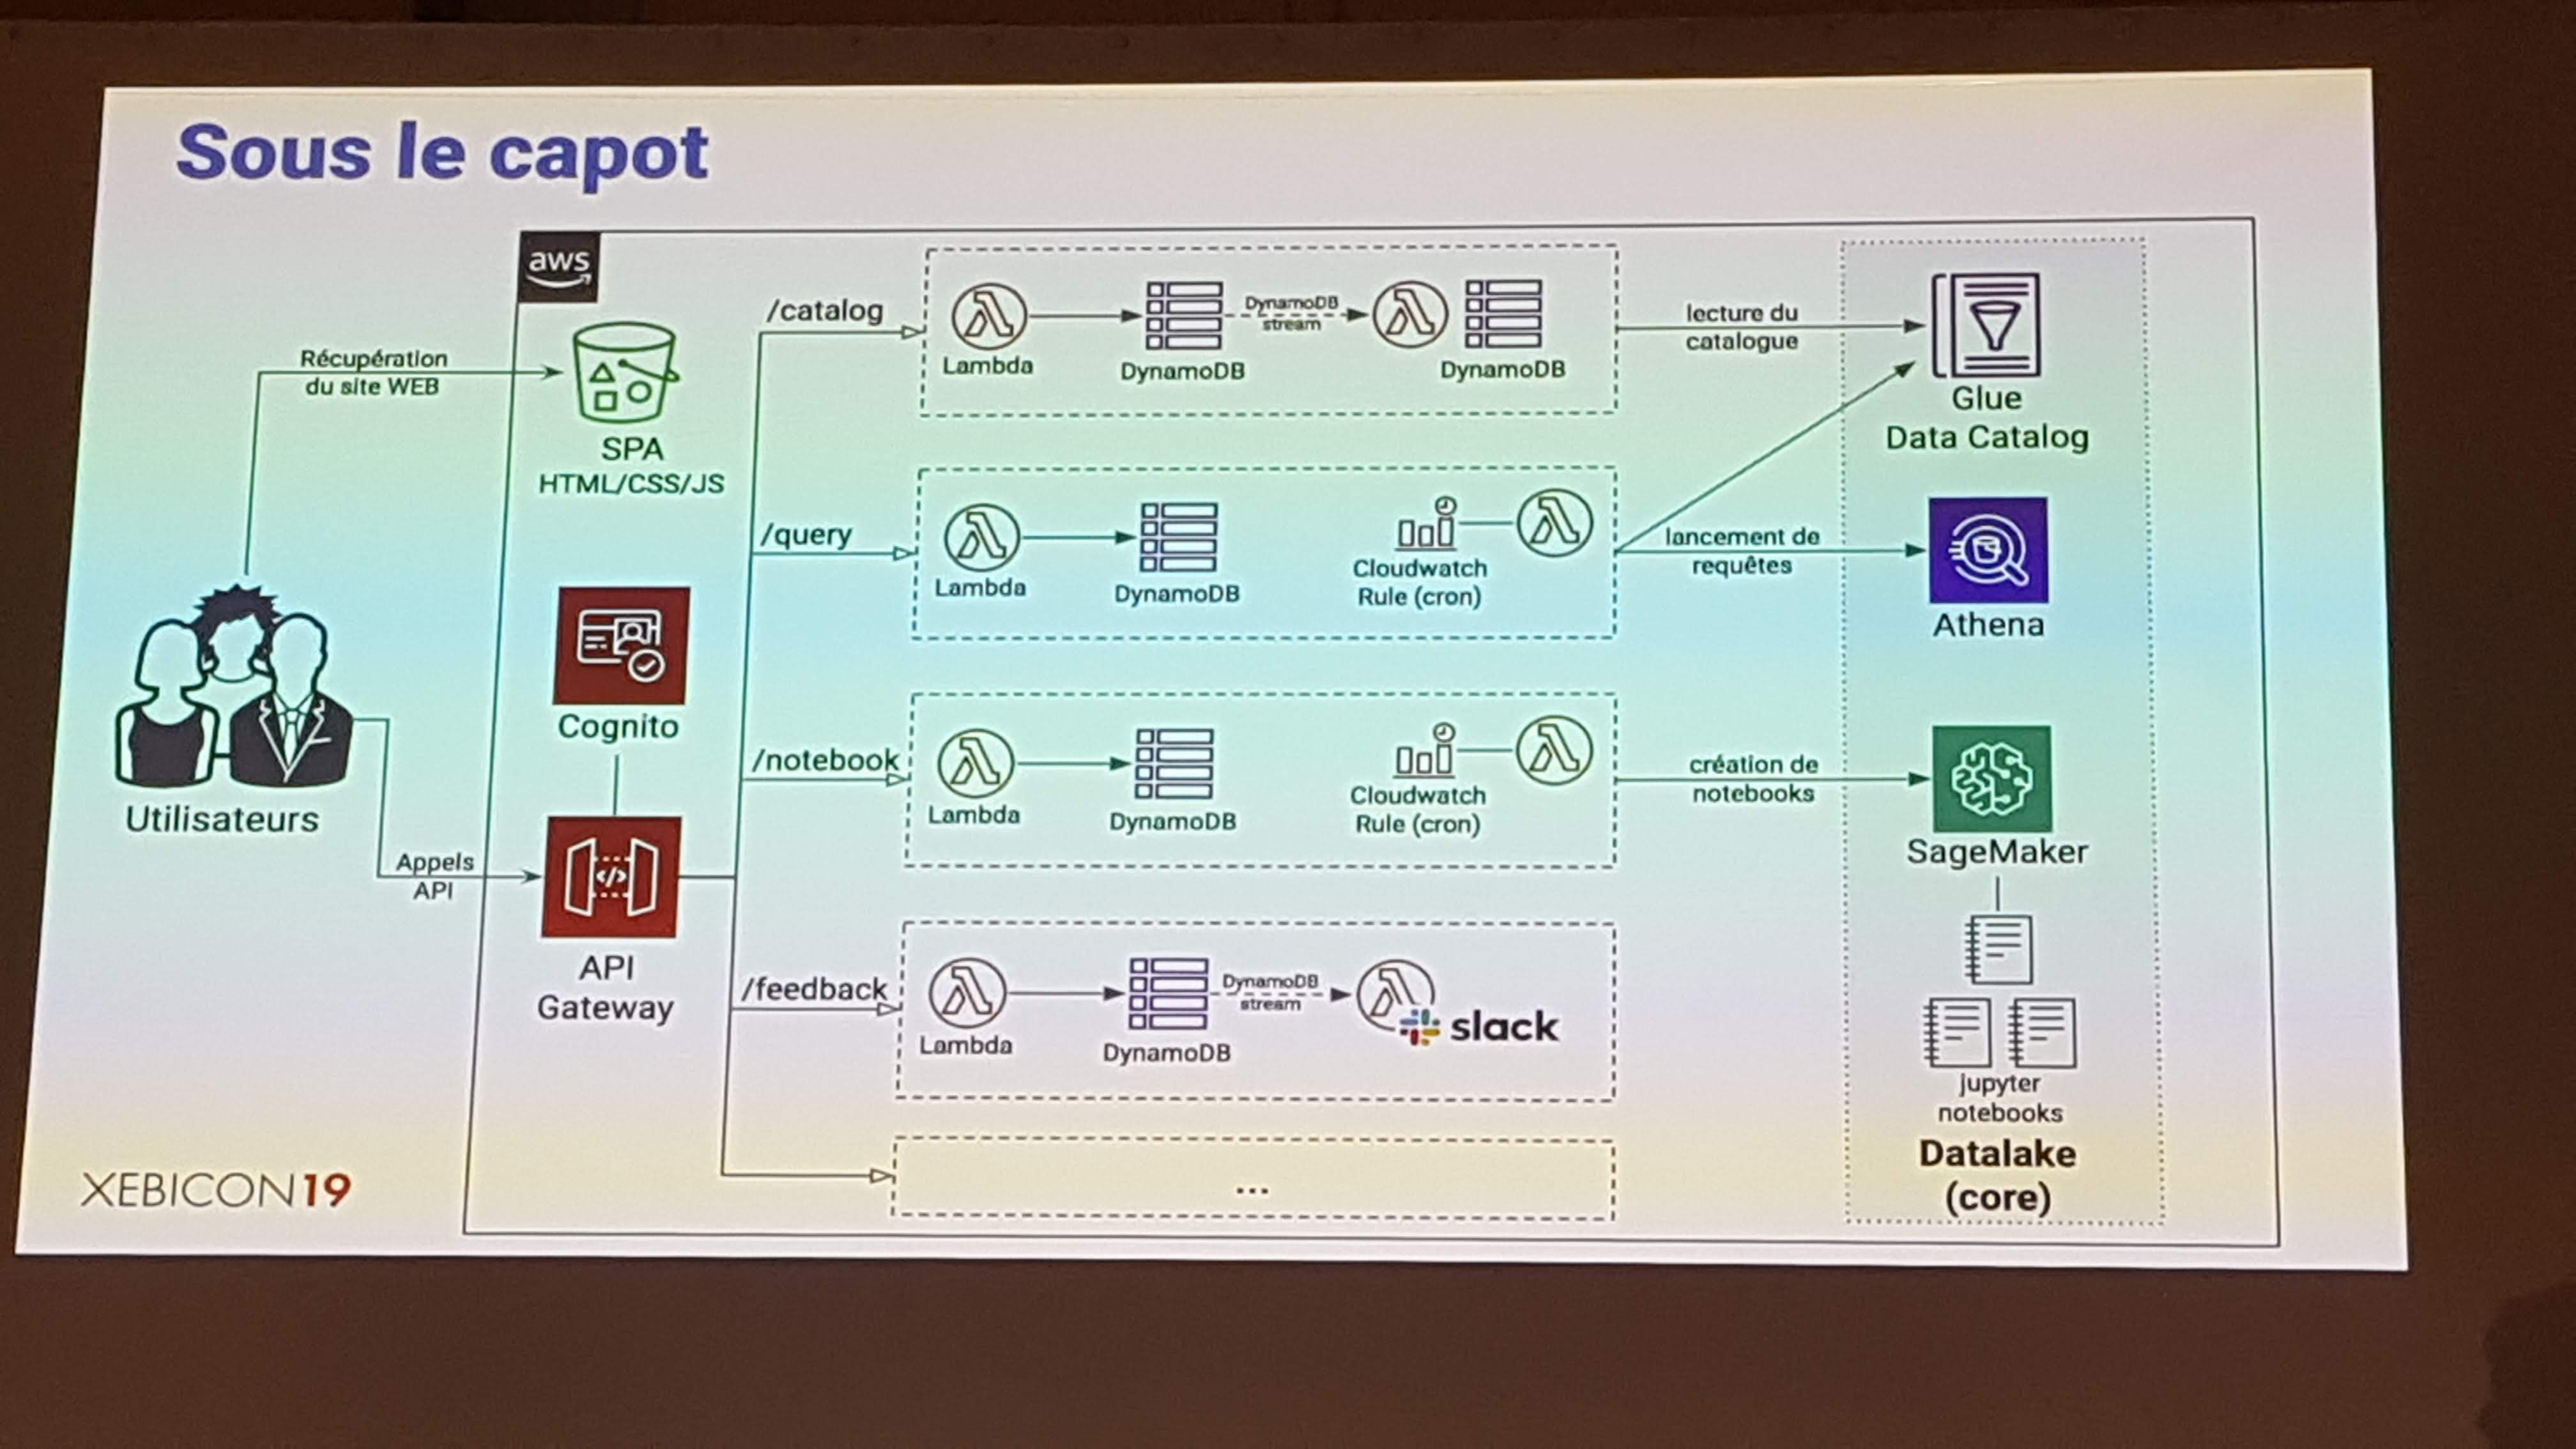 Sous le capot
aws
Récupération
du site WEB
SPA
HTML/CSS/JS
Cognito
Utilisateurs
Appels
API
API
Gateway
/catalog
Lambda
DynamoDB
DynamoDB
stream
DynamoDB
lecture du
catalogue
Glue
Data Catalog
/query
Lambda
DynamoDB
Cloudwatch
Rule (cron)
lancement de
requêtes
Athena
/notebook
Lambda
DynamoDB
Cloudwatch
Rule (cron)
création de
notebooks
SageMaker
/feedback
Lambda
DynamoDB
DynamoDB
stream
slack
jupyter
notebooks
Datalake
(core)
...
XEBICON19